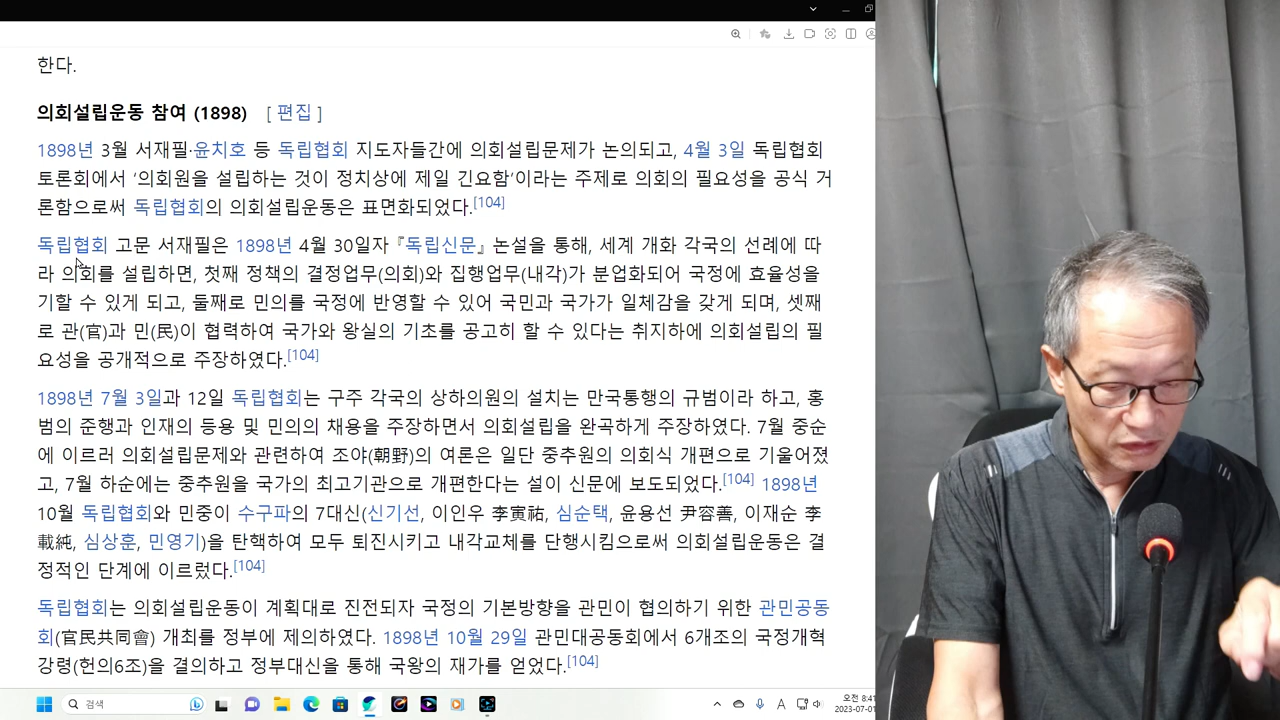 한다.
의회설립운동 참여 (1898) [ 편집 ]
1898년 3월 서재필·윤치호 등 독립협회 지도자들간에 의회설립문제가 논의되고, 4월 3일 독립협회
토론회에서 '의회원을 설립하는 것이 정치상에 제일 긴요함'이라는 주제로 의회의 필요성을 공식 거
론함으로써 독립협회의 의회설립운동은 표면화되었다.[104]
독립협회 고문 서재필은 1898년 4월 30일자 『독립신문』 논설을 통해, 세계 개화 각국의 선례에 따
라 의회를 설립하면, 첫째 정책의 결정업무(의회)와 집행업무(내각)가 분업화되어 국정에 효율성을
기할 수 있게 되고, 둘째로 민의를 국정에 반영할 수 있어 국민과 국가가 일체감을 갖게 되며, 셋째
로 관(官)과 민(民)이 협력하여 국가와 왕실의 기초를 공고히 할 수 있다는 취지하에 의회설립의 필
요성을 공개적으로 주장하였다.[104]
1898년 7월 3일과 12일 독립협회는 구주 각국의 상하의원의 설치는 만국통행의 규범이라 하고, 홍
범의 준행과 인재의 등용 및 민의의 채용을 주장하면서 의회설립을 완곡하게 주장하였다. 7월 중순
에 이르러 의회설립문제와 관련하여 조야(朝野)의 여론은 일단 중추원의 의회식 개편으로 기울어졌
고, 7월 하순에는 중추원을 국가의 최고기관으로 개편한다는 설이 신문에 보도되었다.[104] 1898년
10월 독립협회와 민중이 수구파의 7대신(신기선, 이인우 李寅祐, 심순택, 윤용선 尹容善, 이재순 李
載純, 심상훈, 민영기)을 탄핵하여 모두 퇴진시키고 내각교체를 단행시킴으로써 의회설립운동은 결
정적인 단계에 이르렀다.[104]
독립협회는 의회설립운동이 계획대로 진전되자 국정의 기본방향을 관민이 협의하기 위한 관민공동
회(官民共同會) 개최를 정부에 제의하였다. 1898년 10월 29일 관민대공동회에서 6개조의 국정개혁
강령(헌의6조)을 결의하고 정부대신을 통해 국왕의 재가를 얻었다.[104]
검색
A
오전 8:41
2023-07-01